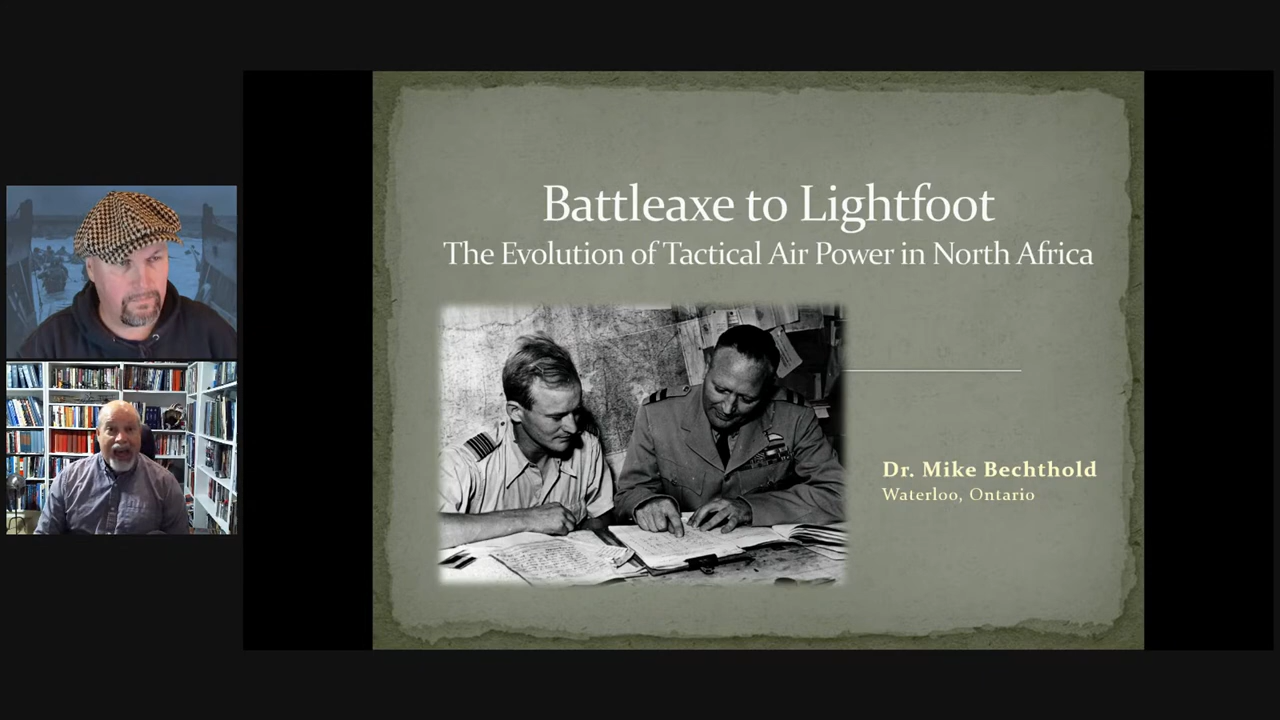 Battleaxe to Lightfoot
The Evolution of Tactical Air Power in North Africa
Dr. Mike Bechthold
Waterloo, Ontario